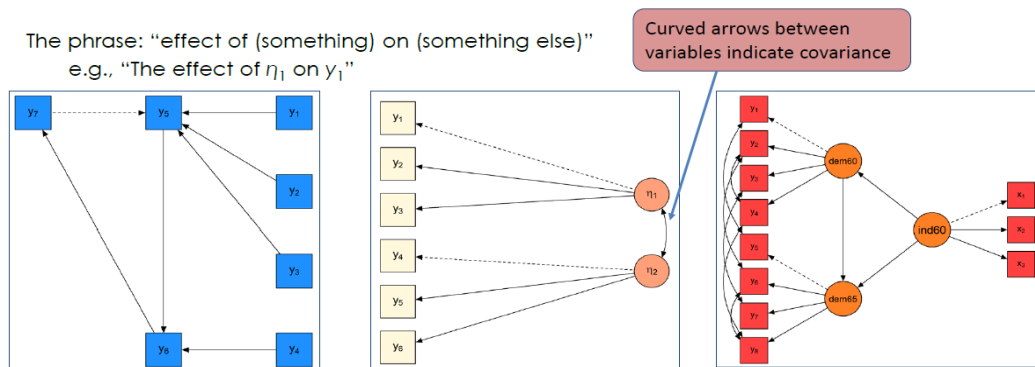 The phrase: “effect of (something) on (something else)”
e.g., “The effect of η₁ on y₁”
Curved arrows between
variables indicate covariance
y₇
y₅
y₁
y₂
y₃
y₆
y₄
y₁
y₂
y₃
y₄
y₅
y₆
η₁
η₂
y₁
y₂
y₃
y₄
y₅
y₆
y₇
y₈
dem60
dem65
ind60
x₁
x₂
x₃